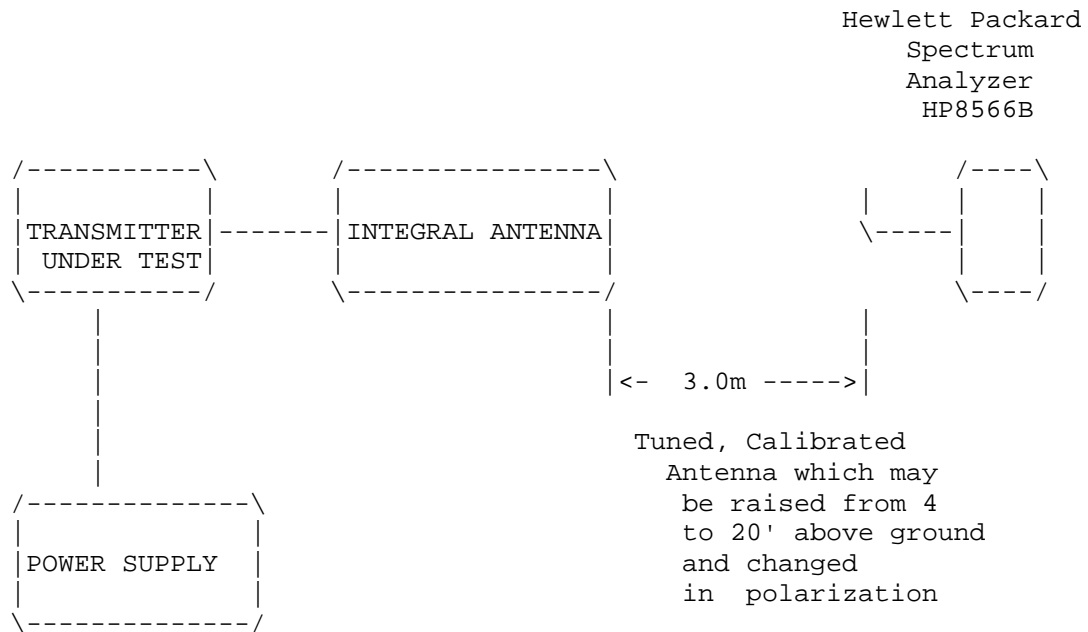 Hewlett Packard
Spectrum
Analyzer
HP8566B
TRANSMITTER
UNDER TEST
INTEGRAL ANTENNA
<- 3.0m ----->
Tuned, Calibrated
Antenna which may
be raised from 4
to 20' above ground
and changed
in polarization
POWER SUPPLY